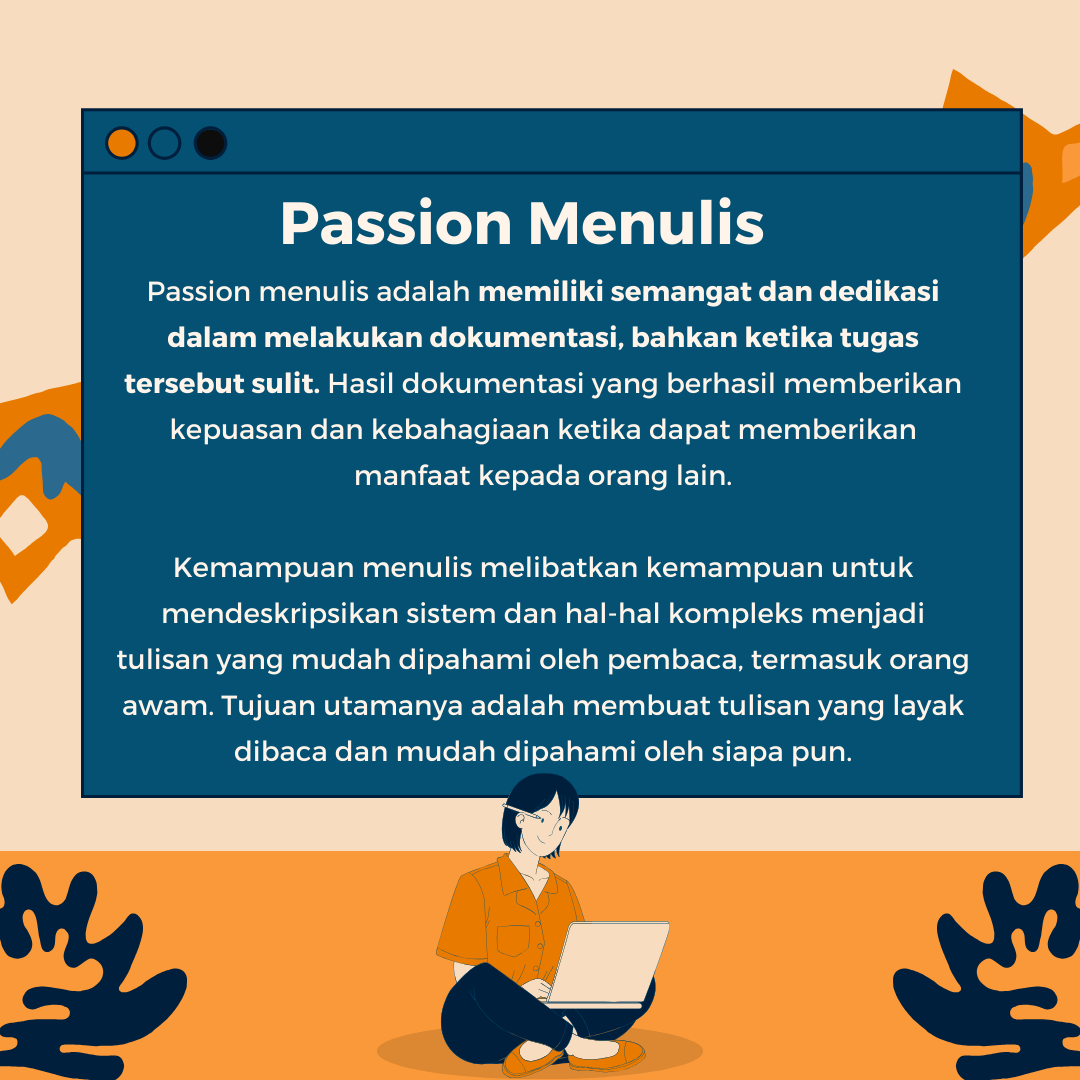 Passion Menulis
Passion menulis adalah memiliki semangat dan dedikasi
dalam melakukan dokumentasi, bahkan ketika tugas
tersebut sulit. Hasil dokumentasi yang berhasil memberikan
kepuasan dan kebahagiaan ketika dapat memberikan
manfaat kepada orang lain.
Kemampuan menulis melibatkan kemampuan untuk
mendeskripsikan sistem dan hal-hal kompleks menjadi
tulisan yang mudah dipahami oleh pembaca, termasuk orang
awam. Tujuan utamanya adalah membuat tulisan yang layak
dibaca dan mudah dipahami oleh siapa pun.